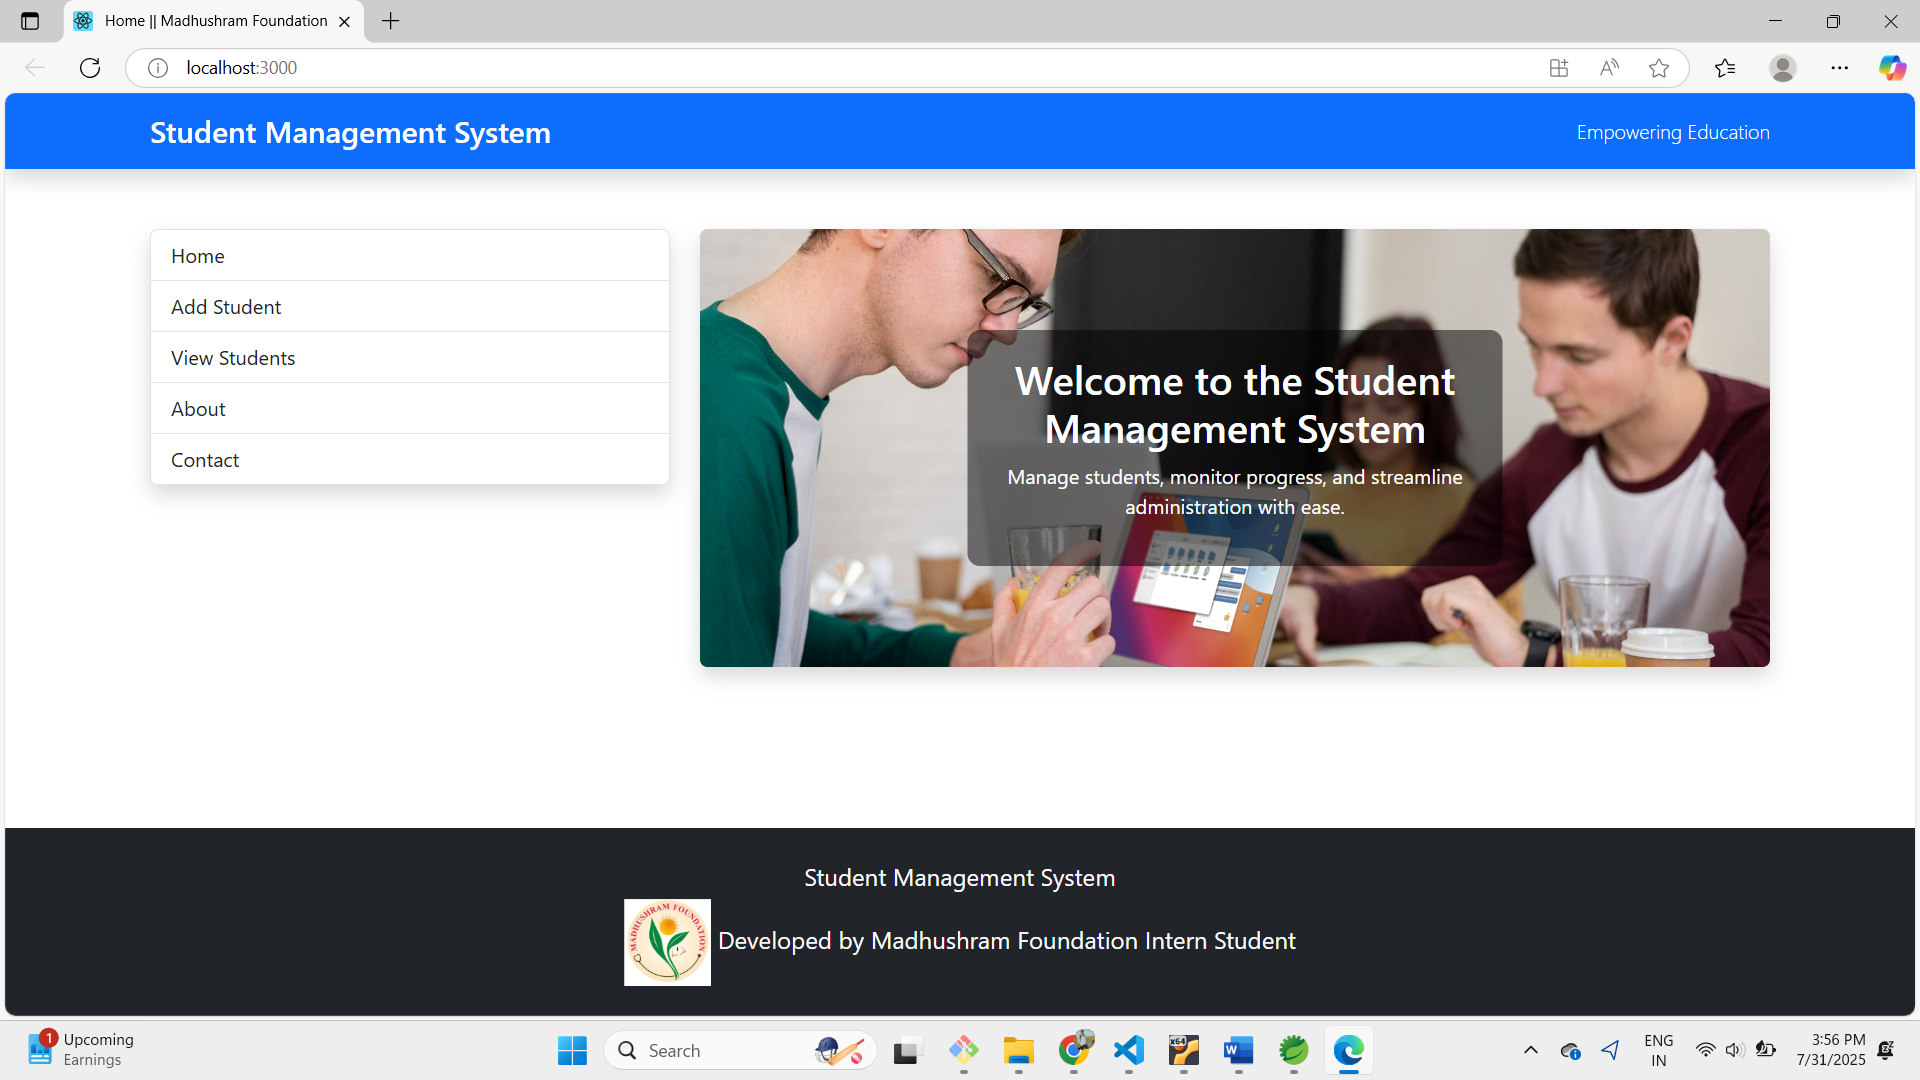 Home || Madhushram Foundation
localhost:3000
Student Management System
Empowering Education
Home
Add Student
View Students
About
Contact
Welcome to the Student
Management System
Manage students, monitor progress, and streamline
administration with ease.
Student Management System
MADHUSHRAM FOUNDATION
Developed by Madhushram Foundation Intern Student
1
Upcoming
Earnings
Search
x64
W
ENG
IN
3:56 PM
7/31/2025